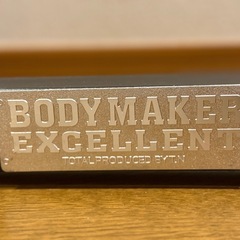 BODYMAKER
EXCELLENT
TOTAL PRODUCED BY T.N